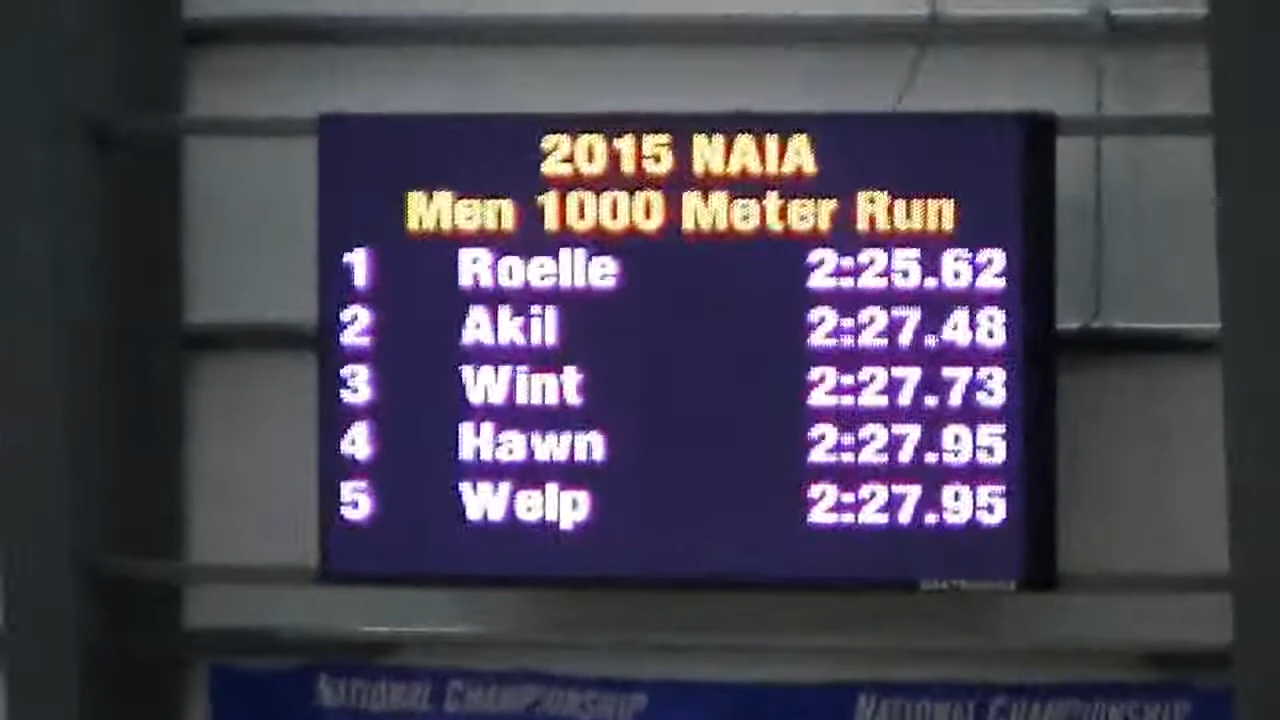 2015 NAIA
Men 1000 Meter Run
1 Roelle 2:25.62
2 Akil 2:27.48
3 Wint 2:27.73
4 Hawn 2:27.95
5 Welp 2:27.95
NATIONAL CHAMPIONSHIP NATIONAL CHAMPIONSHIP